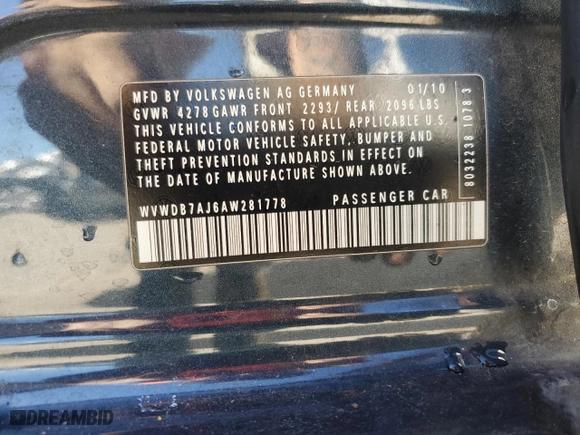 MFD BY VOLKSWAGEN AG GERMANY 01/10
GVWR 4278 GAWR FRONT 2293/ REAR 2096 LBS
THIS VEHICLE CONFORMS TO ALL APPLICABLE U.S.
FEDERAL MOTOR VEHICLE SAFETY, BUMPER AND
THEFT PREVENTION STANDARDS IN EFFECT ON
THE DATE OF MANUFACTURE SHOWN ABOVE.
WVWDB7AJ6AW281778 PASSENGER CAR
8032238 1078 3
DREAMBID